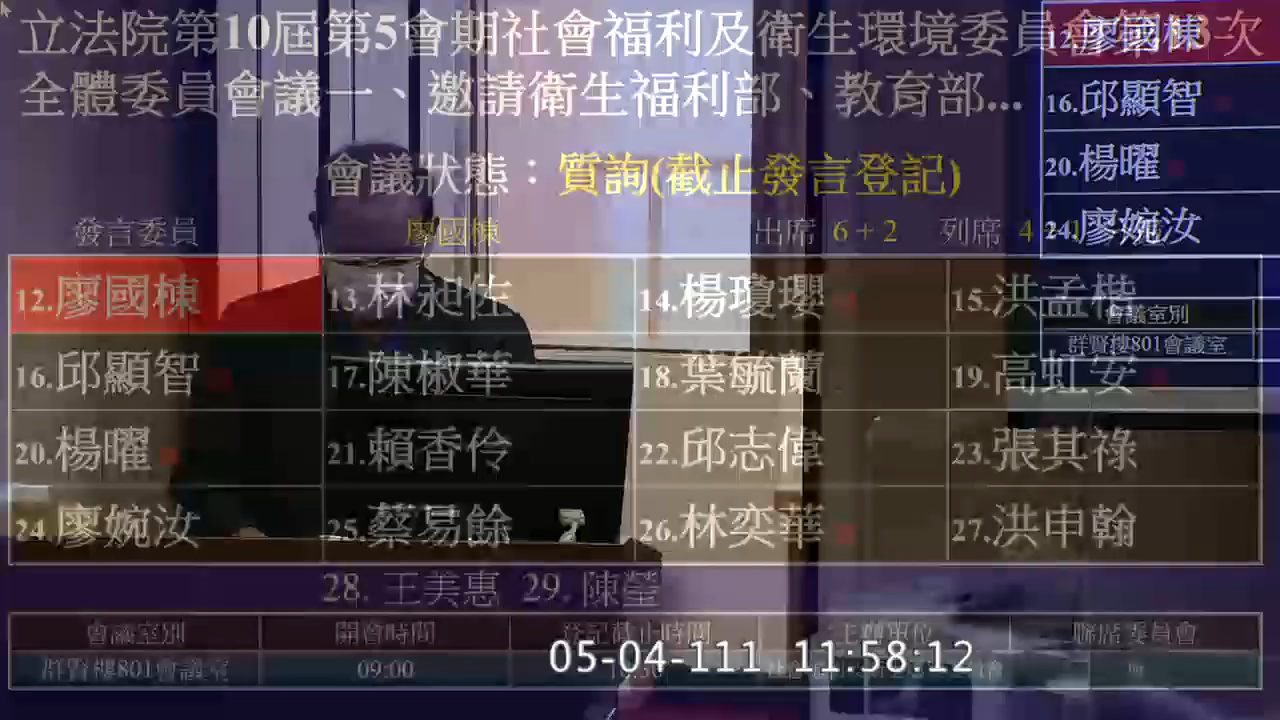 立法院第10屆第5會期社會福利及衛生環境委員會第13次
全體委員會議一、邀請衛生福利部、教育部...
會議狀態：質詢(截止發言登記)
發言委員 廖國棟 出席 6+2 列席
12.廖國棟 13.林昶佐 14.楊瓊瓔 15.洪孟楷
16.邱顯智 17.陳椒華 18.葉毓蘭 19.高虹安
20.楊曜 21.賴香伶 22.邱志偉 23.張其祿
24.廖婉汝 25.蔡易餘 26.林奕華 27.洪申翰
28. 王美惠 29. 陳瑩
會議室別 開會時間 登記截止時間 主辦單位 聯席委員會
群賢樓801會議室 09:00 10:30 無
12.廖國棟
16.邱顯智
20.楊曜
24.廖婉汝
會議室別
群賢樓801會議室
05-04-111 11:58:12